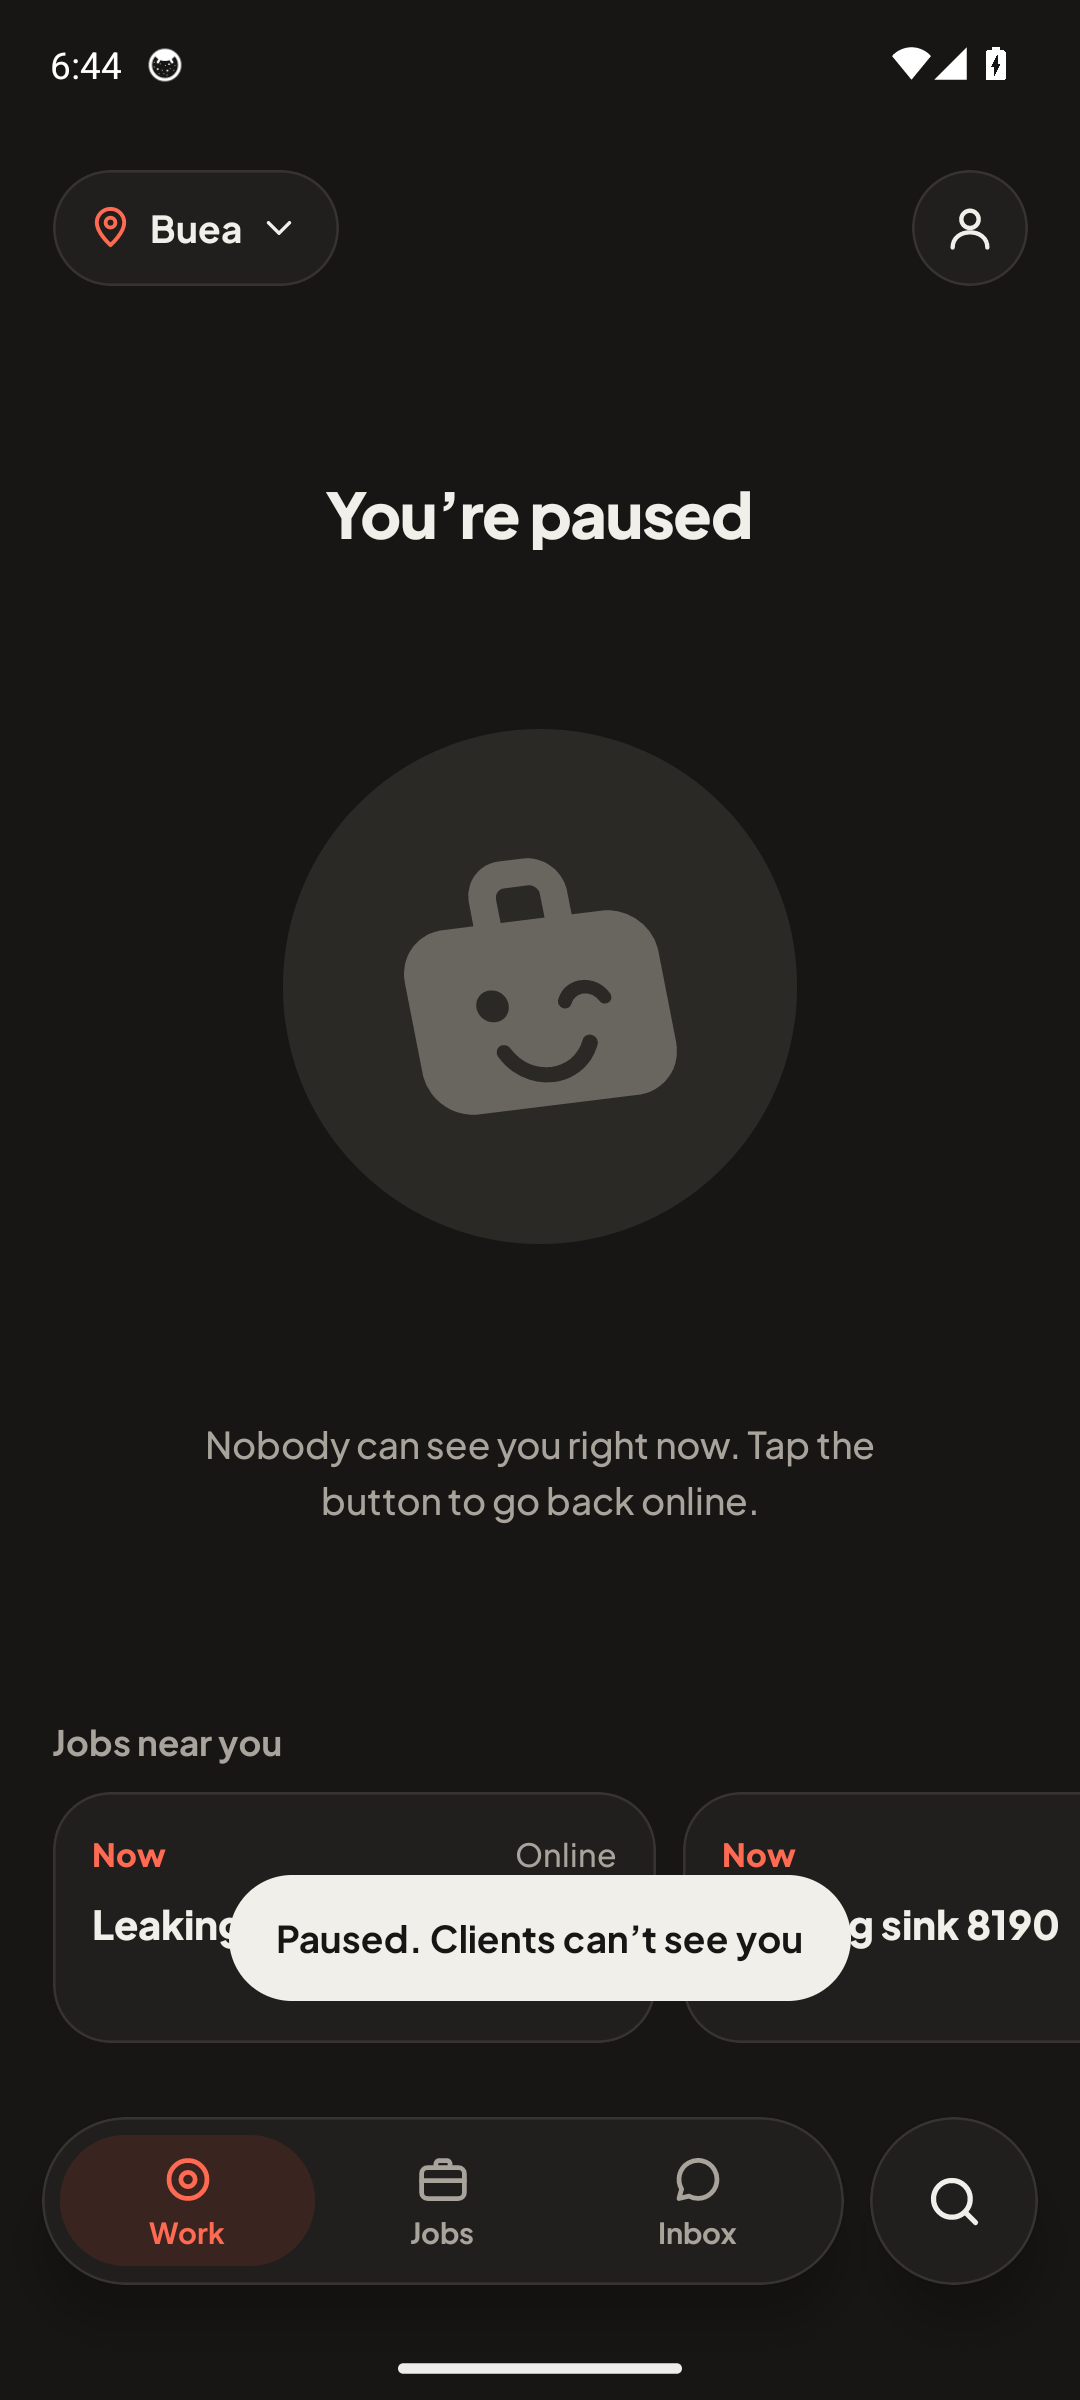 6:44
Buea
You’re paused
Nobody can see you right now. Tap the
button to go back online.
Jobs near you
Now
Online
Now
Leaking
g sink 8190
Paused. Clients can’t see you
Work
Jobs
Inbox